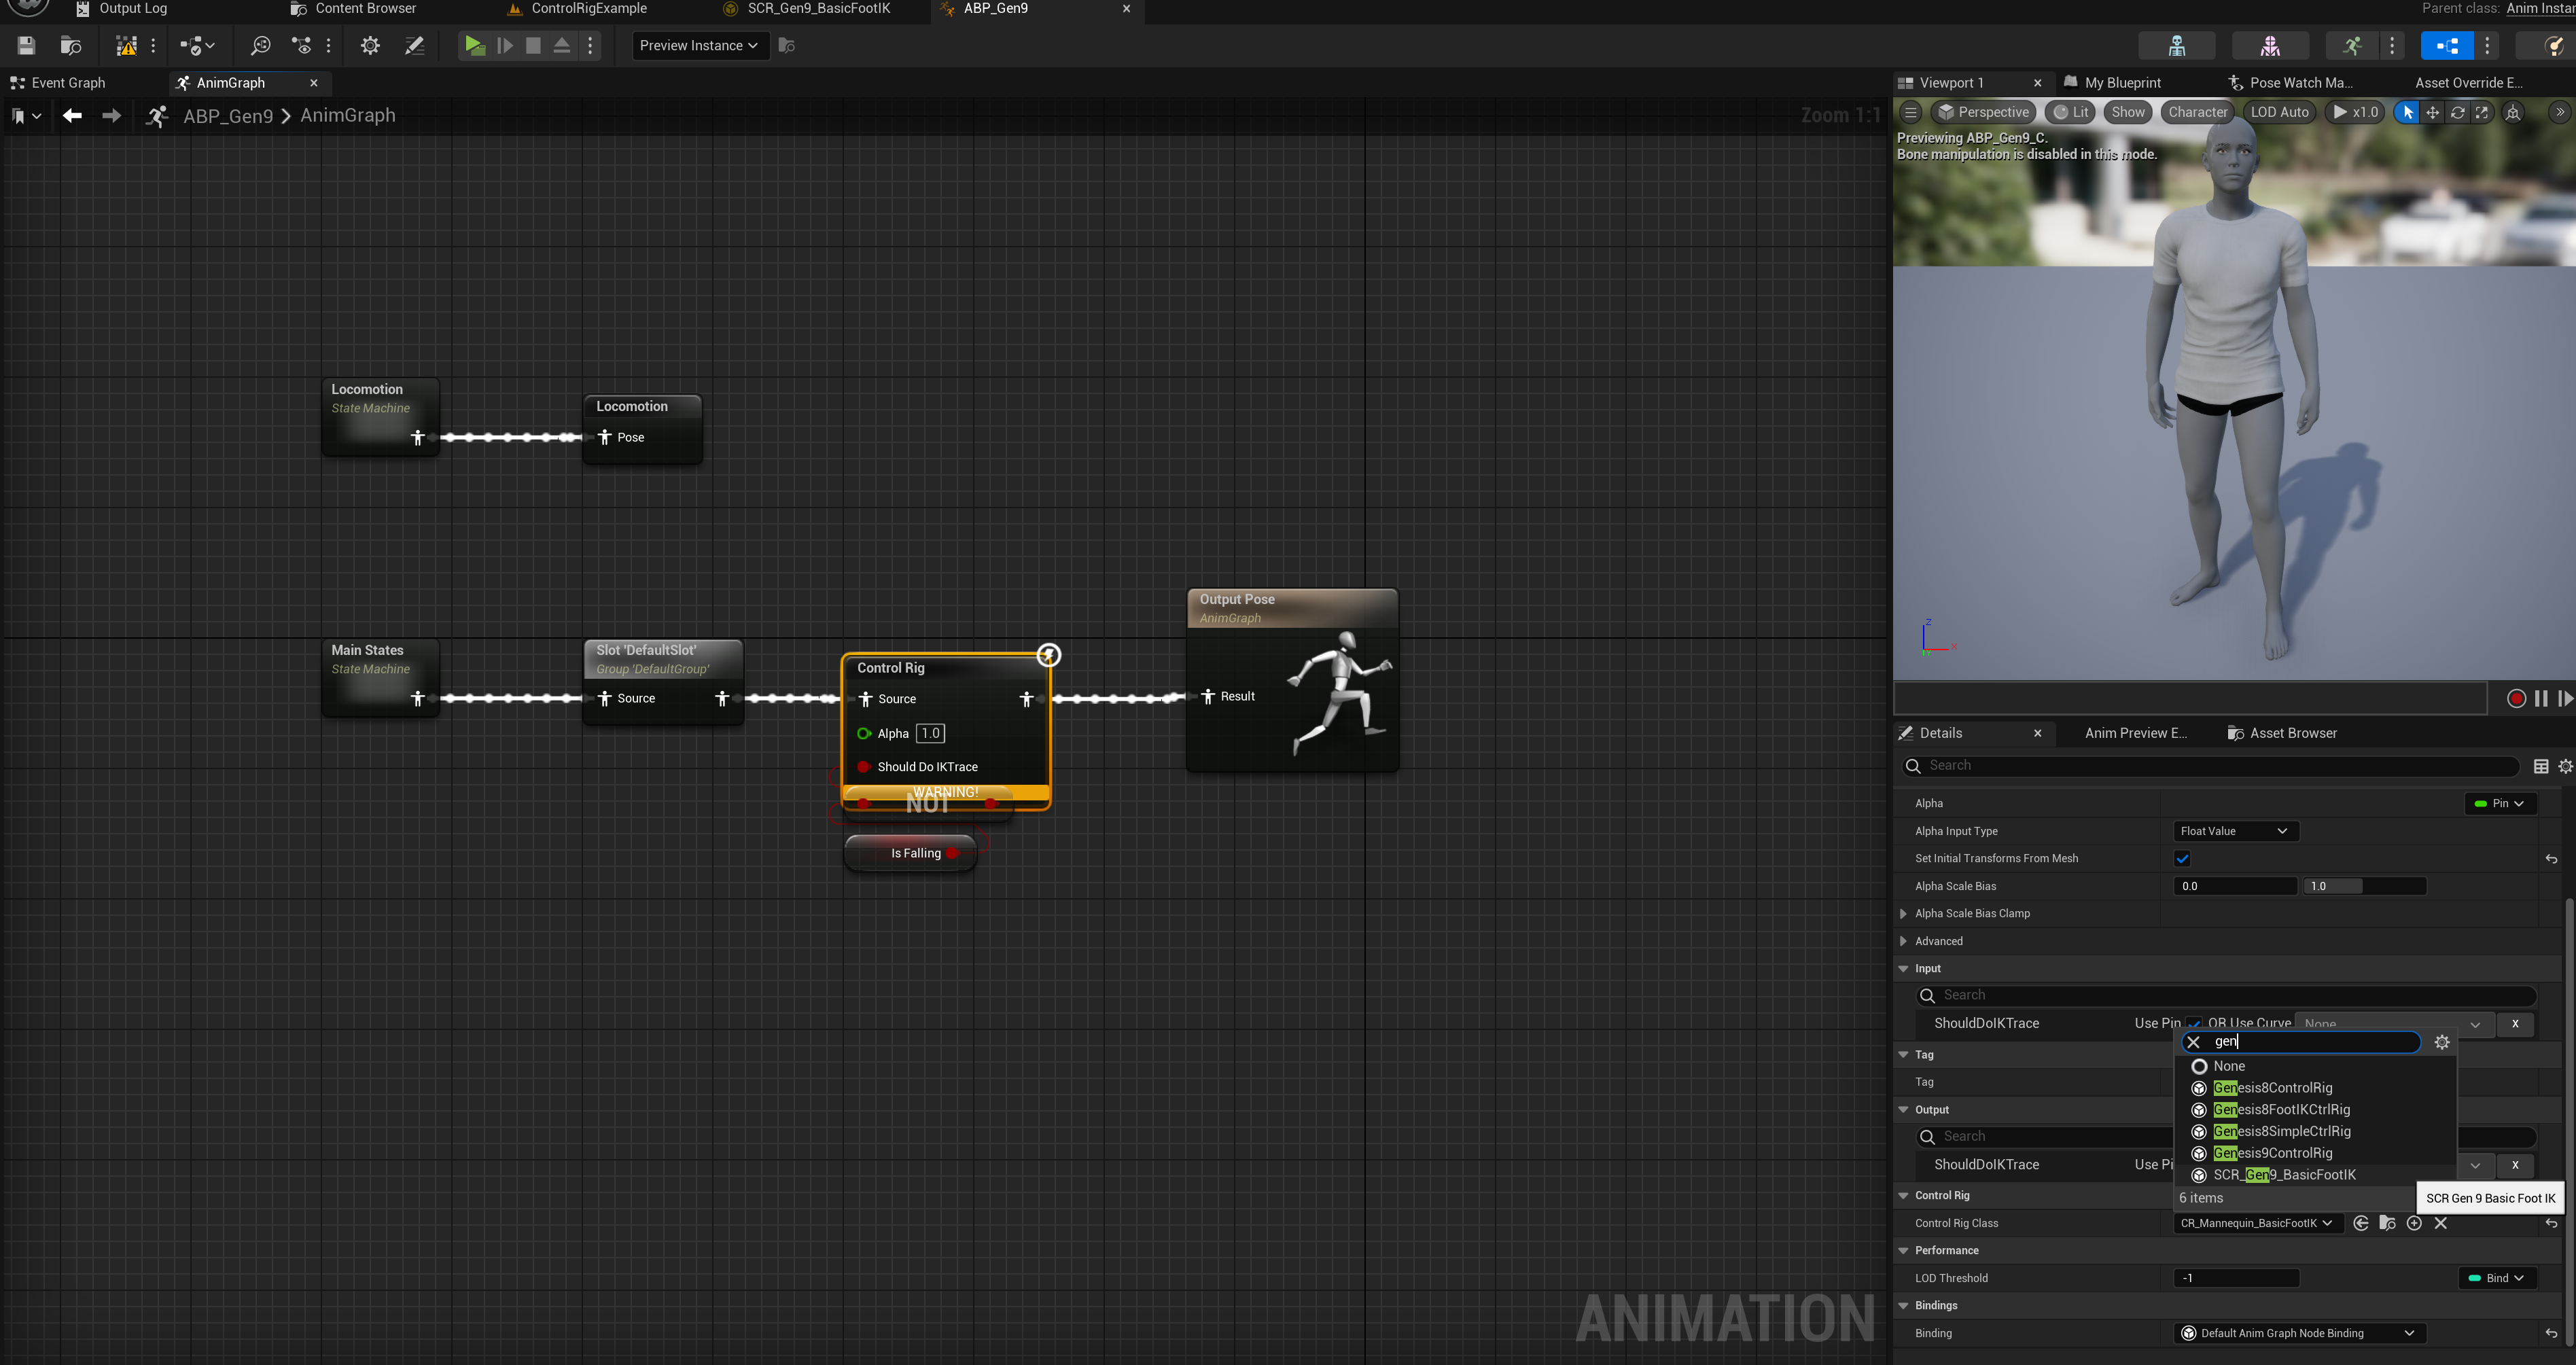 Output Log
Content Browser
ControlRigExample
SCR_Gen9_BasicFootIK
ABP_Gen9
Parent class: Anim Instan
Preview Instance
Event Graph
AnimGraph
ABP_Gen9 > AnimGraph
Zoom 1:1
Locomotion
State Machine
Locomotion
Pose
Main States
State Machine
Slot 'DefaultSlot'
Group 'DefaultGroup'
Source
Control Rig
Source
Alpha 1.0
Should Do IKTrace
WARNING!
NOT
Is Falling
Output Pose
AnimGraph
Result
ANIMATION
Viewport 1
My Blueprint
Pose Watch Ma...
Asset Override E...
Perspective
Lit
Show
Character
LOD Auto
x1.0
Previewing ABP_Gen9_C.
Bone manipulation is disabled in this mode.
Z
X
Details
Anim Preview E...
Asset Browser
Search
Alpha
Pin
Alpha Input Type
Float Value
Set Initial Transforms From Mesh
Alpha Scale Bias
0.0
1.0
Alpha Scale Bias Clamp
Advanced
Input
Search
ShouldDoIKTrace
Use Pin
OR Use Curve
None
X
gen
None
Genesis8ControlRig
Genesis8FootIKCtrlRig
Genesis8SimpleCtrlRig
Genesis9ControlRig
SCR_Gen9_BasicFootIK
6 items
SCR Gen 9 Basic Foot IK
Tag
Tag
Output
Search
ShouldDoIKTrace
Use Pi
X
Control Rig
Control Rig Class
CR_Mannequin_BasicFootIK
Performance
LOD Threshold
-1
Bind
Bindings
Binding
Default Anim Graph Node Binding